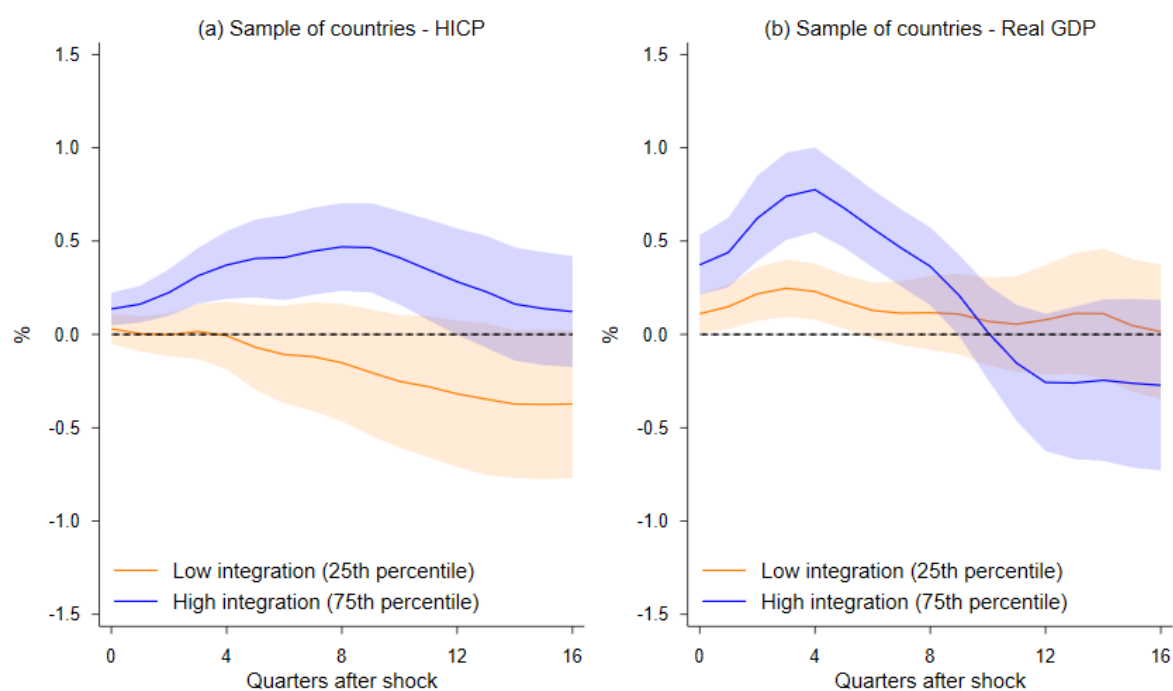 (a) Sample of countries - HICP
1.5
1.0
0.5
0.0
-0.5
-1.0
-1.5
%
Low integration (25th percentile)
High integration (75th percentile)
0 4 8 12 16
Quarters after shock
(b) Sample of countries - Real GDP
1.5
1.0
0.5
0.0
-0.5
-1.0
-1.5
%
Low integration (25th percentile)
High integration (75th percentile)
0 4 8 12 16
Quarters after shock